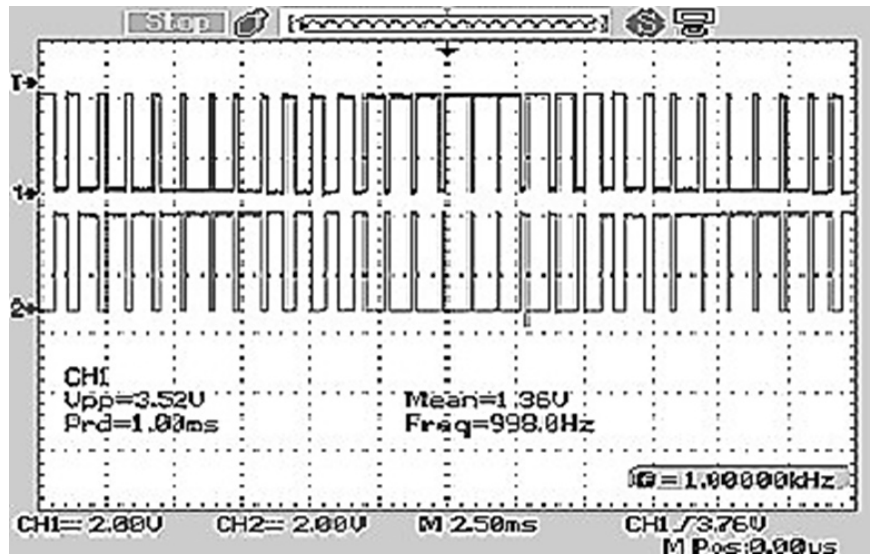 Stop
T
1
2
CH1
Vpp=3.52V
Mean=1.36V
Prd=1.00ms
Freq=998.0Hz
=1.00000kHz
CH1= 2.00V CH2= 2.00V M 2.50ms CH1 /3.76V
M Pos:0.00us